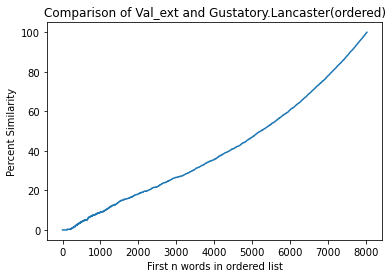 Comparison of Val_ext and Gustatory.Lancaster(ordered)
100
80
60
40
20
0
Percent Similarity
0 1000 2000 3000 4000 5000 6000 7000 8000
First n words in ordered list